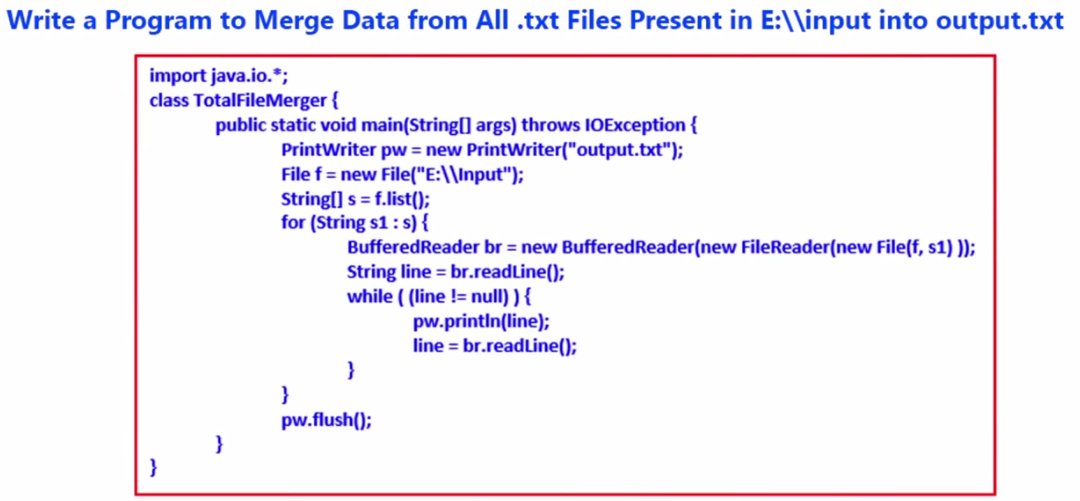 Write a Program to Merge Data from All .txt Files Present in E:\\input into output.txt
import java.io.*;
class TotalFileMerger {
public static void main(String[] args) throws IOException {
PrintWriter pw = new PrintWriter("output.txt");
File f = new File("E:\\Input");
String[] s = f.list();
for (String s1 : s) {
BufferedReader br = new BufferedReader(new FileReader(new File(f, s1) ));
String line = br.readLine();
while ( (line != null) ) {
pw.println(line);
line = br.readLine();
}
}
pw.flush();
}
}